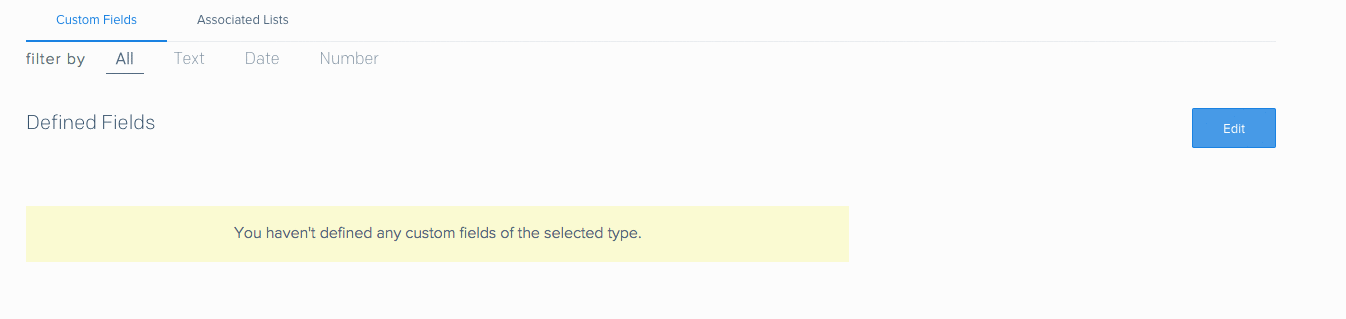 Custom Fields Associated Lists
filter by All Text Date Number
Defined Fields
Edit
You haven't defined any custom fields of the selected type.